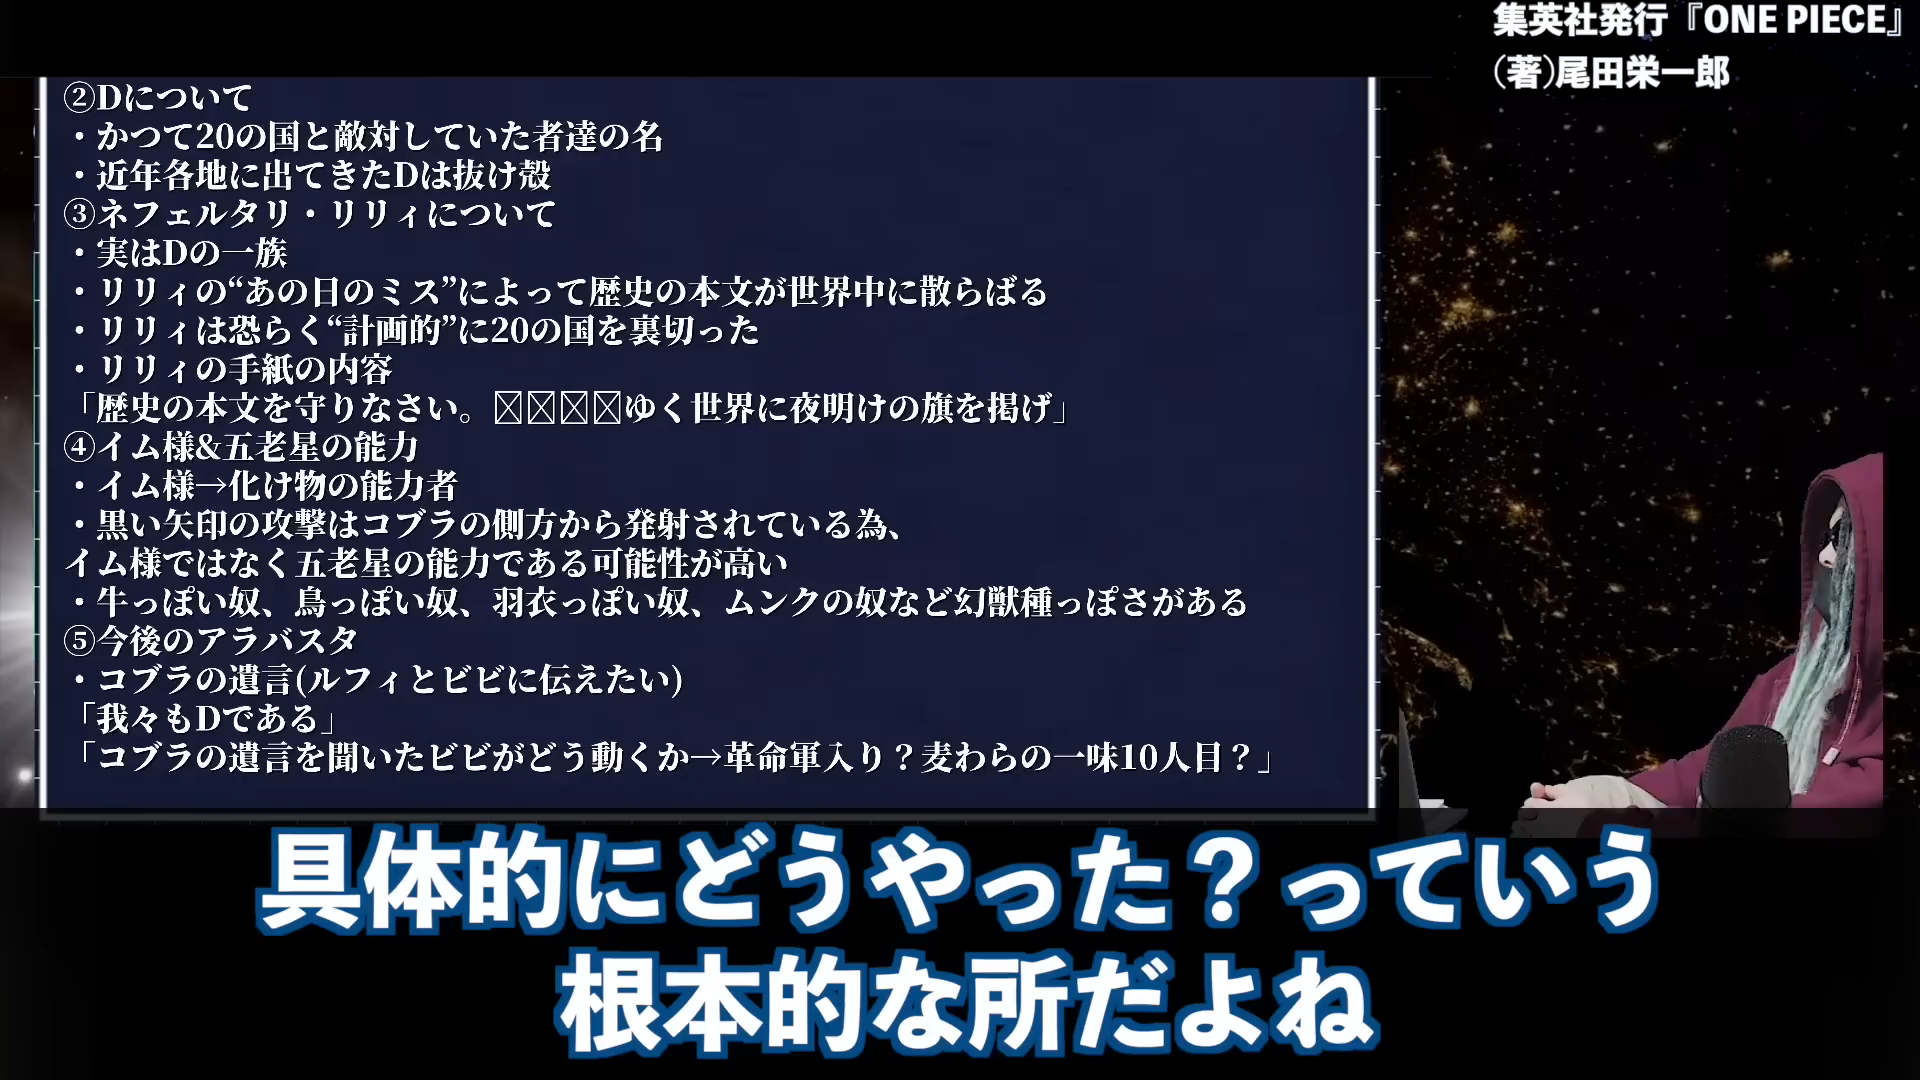 集英社発行『ONE PIECE』
(著)尾田栄一郎
②Dについて
・かつて20の国と敵対していた者達の名
・近年各地に出てきたDは抜け殻
③ネフェルタリ・リリィについて
・実はDの一族
・リリィの“あの日のミス”によって歴史の本文が世界中に散らばる
・リリィは恐らく“計画的”に20の国を裏切った
・リリィの手紙の内容
「歴史の本文を守りなさい。☒☒☒☒ゆく世界に夜明けの旗を掲げ」
④イム様&五老星の能力
・イム様→化け物の能力者
・黒い矢印の攻撃はコブラの側方から発射されている為、
イム様ではなく五老星の能力である可能性が高い
・牛っぽい奴、鳥っぽい奴、羽衣っぽい奴、ムンクの奴など幻獣種っぽさがある
⑤今後のアラバスタ
・コブラの遺言(ルフィとビビに伝えたい)
「我々もDである」
「コブラの遺言を聞いたビビがどう動くか→革命軍入り？麦わらの一味10人目？」
具体的にどうやった？っていう
根本的な所だよね